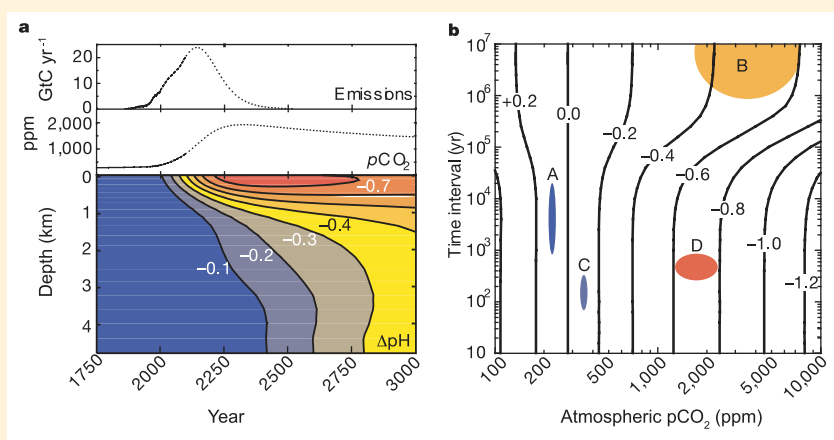 a
GtC yr⁻¹
20
10
0
Emissions
ppm
2,000
1,000
pCO₂
Depth (km)
0
1
2
3
4
−0.7
−0.4
−0.3
−0.2
−0.1
ΔpH
1750 2000 2250 2500 2750 3000
Year
b
Time interval (yr)
10⁷
10⁶
10⁵
10⁴
10³
10²
10
+0.2
0.0
−0.2
−0.4
−0.6
−0.8
−1.0
−1.2
A
B
C
D
100 200 500 1,000 2,000 5,000 10,000
Atmospheric pCO₂ (ppm)